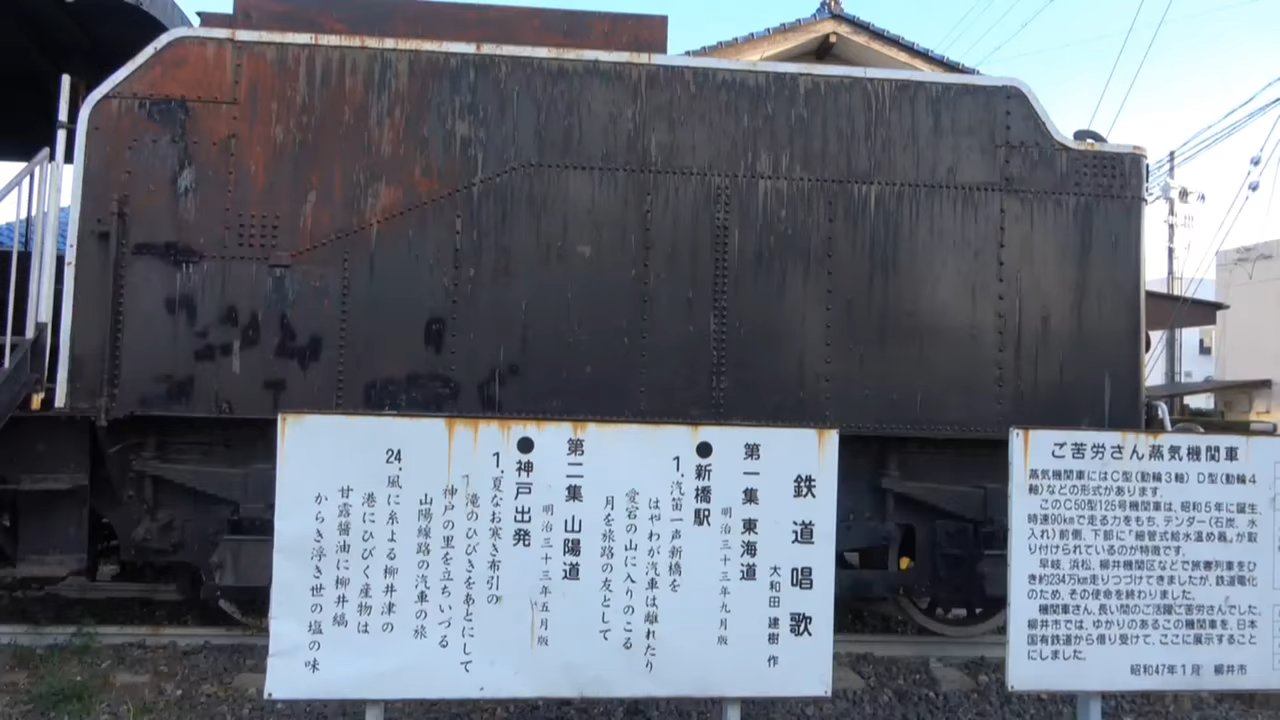 鉄道唱歌
大和田 建樹 作
第一集 東海道
明治三十三年九月版
●新橋駅
1.汽笛一声新橋を
はやわが汽車は離れたり
愛宕の山に入りのこる
月を旅路の友として
第二集 山陽道
明治三十三年五月版
●神戸出発
1.夏なお寒き布引の
滝のひびきをあとにして
神戸の里を立ちいづる
山陽線路の汽車の旅
24.風に糸よる柳井津の
港にひびく産物は
甘露醤油に柳井縞
からき浮き世の塩の味
ご苦労さん蒸気機関車
蒸気機関車にはC型(動輪3軸)D型(動輪4
軸)などの形式があります。
このC50型125号機関車は、昭和5年に誕生、
時速90kmで走る力をもち、テンダー(石炭、水
入れ)前側、下部に「細管式給水温め器」が取
り付けられているのが特徴です。
早岐、浜松、柳井機関区などで旅客列車をひ
き約234万km走りつづけてきましたが、鉄道電化
のため、その使命を終わりました。
機関車さん、長い間のご活躍ご苦労さんでした。
柳井市では、ゆかりのあるこの機関車を、日本
国有鉄道から借り受けて、ここに展示すること
にしました。
昭和47年1月 柳井市